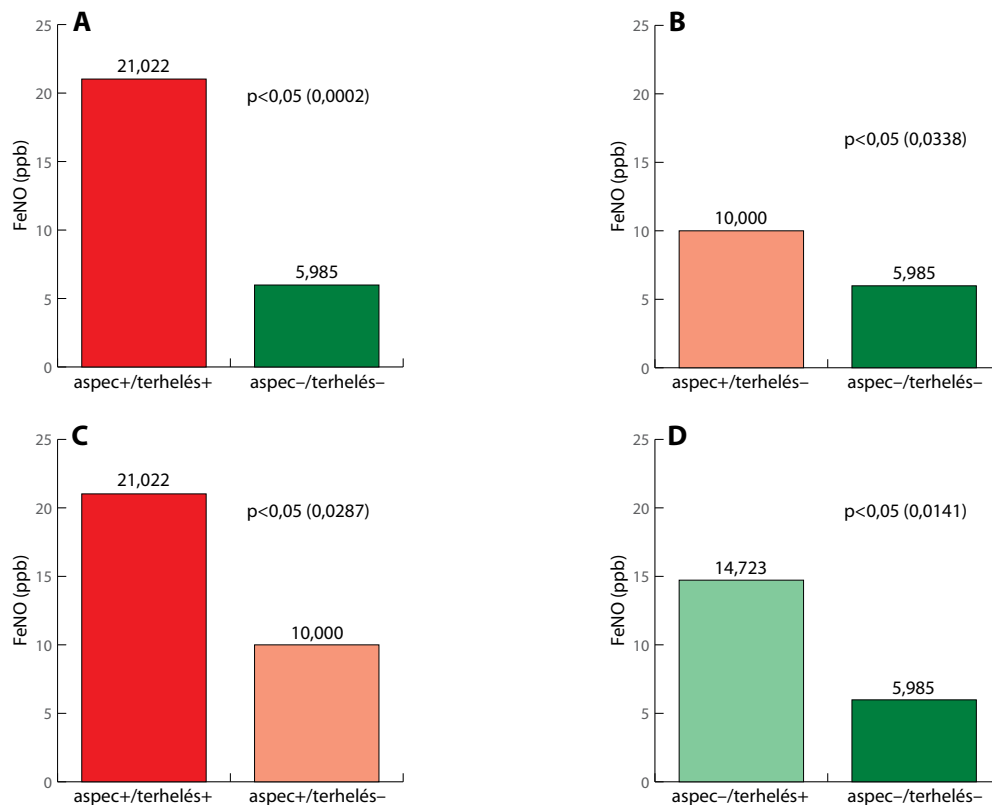 A
FeNO (ppb)
25
20
15
10
5
0
21,022
p<0,05 (0,0002)
5,985
aspec+/terhelés+
aspec–/terhelés–
B
FeNO (ppb)
25
20
15
10
5
0
p<0,05 (0,0338)
10,000
5,985
aspec+/terhelés–
aspec–/terhelés–
C
FeNO (ppb)
25
20
15
10
5
0
21,022
p<0,05 (0,0287)
10,000
aspec+/terhelés+
aspec+/terhelés–
D
FeNO (ppb)
25
20
15
10
5
0
p<0,05 (0,0141)
14,723
5,985
aspec–/terhelés+
aspec–/terhelés–